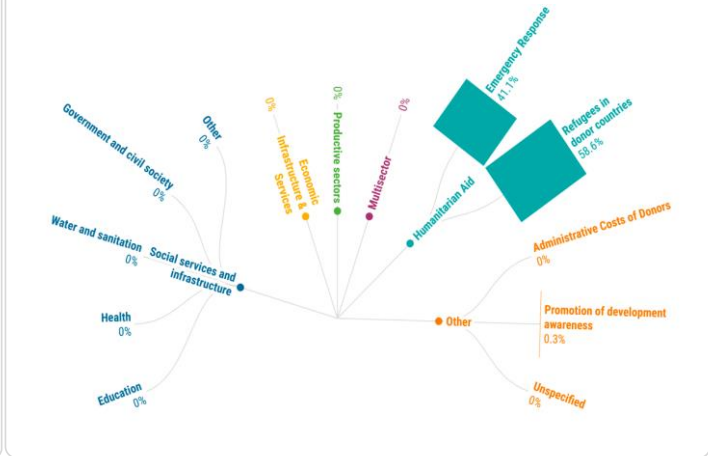 Emergency Response
41.1%
Refugees in
donor countries
58.6%
Humanitarian Aid
0%
Multisector
0%
Productive sectors
0%
Economic
Infrastructure &
Services
Other
0%
Government and civil society
0%
Water and sanitation
0%
Social services and
infrastructure
Health
0%
Education
0%
Administrative Costs of Donors
0%
Other
Promotion of development
awareness
0.3%
Unspecified
0%